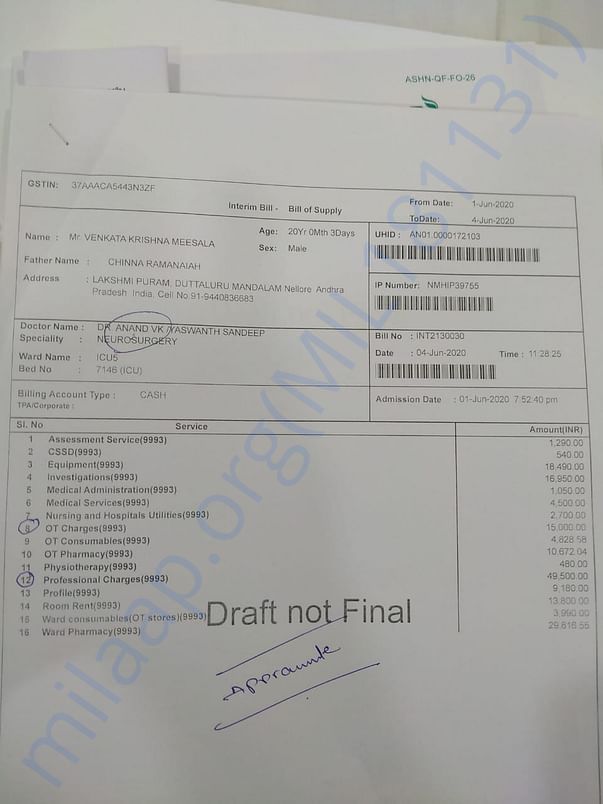 ASHN-QF-FO-26
GSTIN: 37AAACA5443N3ZF
Interim Bill - Bill of Supply
From Date: 1-Jun-2020
ToDate: 4-Jun-2020
Name : Mr VENKATA KRISHNA MEESALA
Age: 20Yr 0Mth 3Days
Sex: Male
UHID : AN01.0000172103
Father Name : CHINNA RAMANAIAH
Address : LAKSHMI PURAM, DUTTALURU MANDALAM Nellore Andhra
Pradesh India, Cell No.91-9440836683
IP Number: NMHIP39755
Doctor Name : DR ANAND VK /YASWANTH SANDEEP
Speciality : NEUROSURGERY
Bill No : INT2130030
Ward Name : ICU5
Date : 04-Jun-2020 Time : 11:28:25
Bed No : 7146 (ICU)
Billing Account Type : CASH
TPA/Corporate :
Admission Date : 01-Jun-2020 7:52:40 pm
Sl. No Service Amount(INR)
1 Assessment Service(9993) 1,290.00
2 CSSD(9993) 540.00
3 Equipment(9993) 18,490.00
4 Investigations(9993) 16,950.00
5 Medical Administration(9993) 1,050.00
6 Medical Services(9993) 4,500.00
7 Nursing and Hospitals Utilities(9993) 2,700.00
8 OT Charges(9993) 15,000.00
9 OT Consumables(9993) 4,828.58
10 OT Pharmacy(9993) 10,672.04
11 Physiotherapy(9993) 480.00
12 Professional Charges(9993) 49,500.00
13 Profile(9993) 9,180.00
14 Room Rent(9993) 13,800.00
15 Ward consumables(OT stores)(9993) 3,990.00
16 Ward Pharmacy(9993) 29,616.55
Draft not Final
milaap.org(MIL161131)